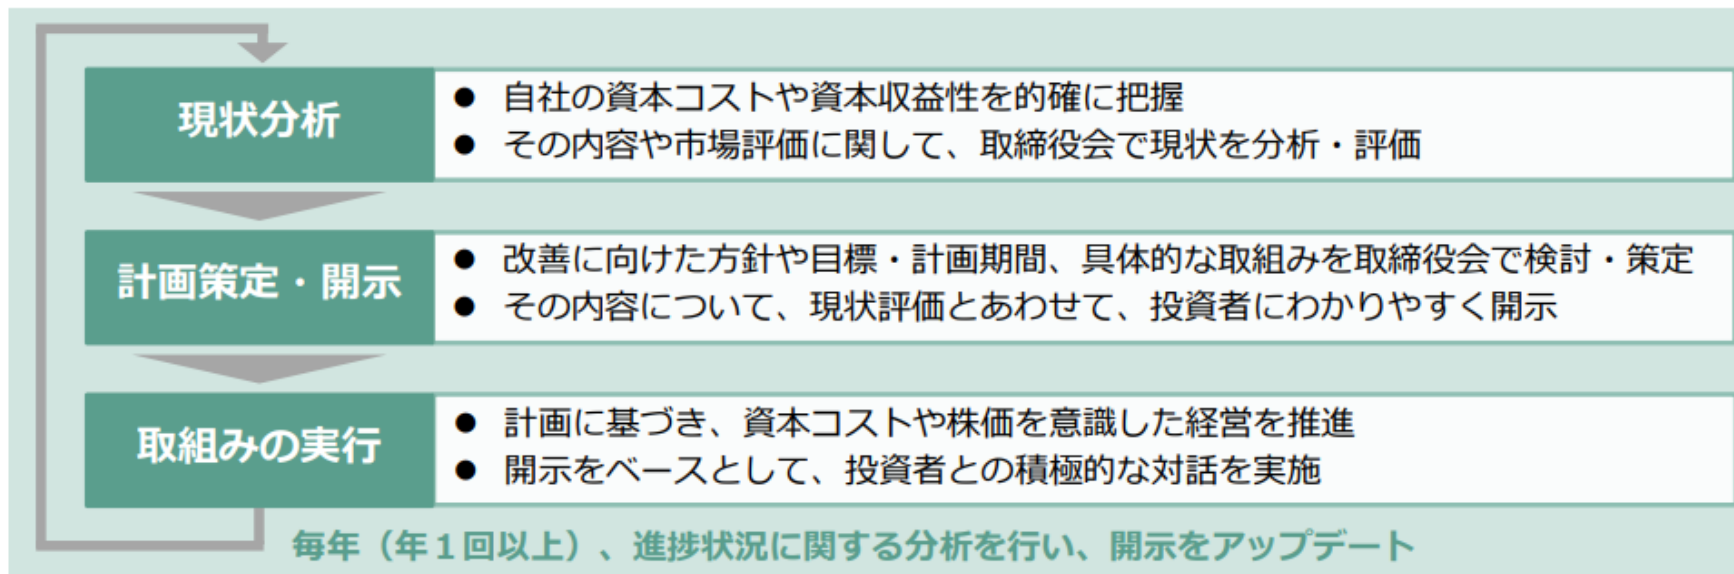 現状分析
● 自社の資本コストや資本収益性を的確に把握
● その内容や市場評価に関して、取締役会で現状を分析・評価
計画策定・開示
● 改善に向けた方針や目標・計画期間、具体的な取組みを取締役会で検討・策定
● その内容について、現状評価とあわせて、投資者にわかりやすく開示
取組みの実行
● 計画に基づき、資本コストや株価を意識した経営を推進
● 開示をベースとして、投資者との積極的な対話を実施
毎年（年１回以上）、進捗状況に関する分析を行い、開示をアップデート